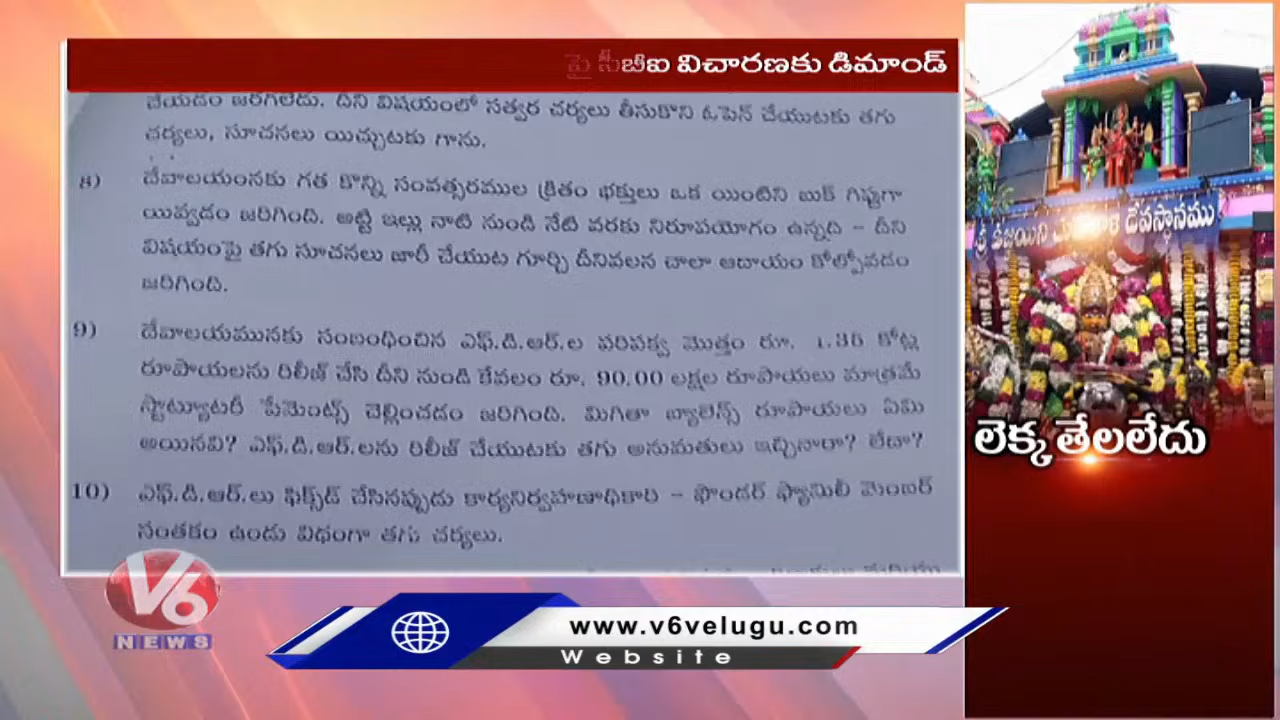 పై సీబీఐ విచారణకు డిమాండ్
చేయడం జరిగిలేదు. దీని విషయంలో సత్వర చర్యలు తీసుకొని ఓపెన్ చేయుటకు తగు
చర్యలు, సూచనలు యిచ్చుటకు గాను.
8) దేవాలయంనకు గత కొన్ని సంవత్సరముల క్రితం భక్తులు ఒక యింటిని బుక్ గిఫ్టుగా
యివ్వడం జరిగింది. అట్టి ఇల్లు నాటి నుండి నేటి వరకు నిరూపయోగం ఉన్నది – దీని
విషయంపై తగు సూచనలు జారీ చేయుట గూర్చి దీనివలన చాలా ఆదాయం కోల్పోవడం
జరిగింది.
9) దేవాలయమునకు సంబంధించిన ఎఫ్.డి.ఆర్.ల పరిపక్వ మొత్తం రూ. 1.35 కోట్ల
రూపాయలను రిలీజ్ చేసి దీని నుండి కేవలం రూ. 90.00 లక్షల రూపాయలు మాత్రమే
స్టాట్యూటరీ పేమెంట్స్ చెల్లించడం జరిగింది. మిగితా బ్యాలెన్స్ రూపాయలు ఏమి
అయినవి? ఎఫ్.డి.ఆర్.లను రిలీజ్ చేయుటకు తగు అనుమతులు ఇచ్చినారా? లేదా?
10) ఎఫ్.డి.ఆర్.లు ఫిక్స్‌డ్ చేసినప్పుడు కార్యనిర్వహణాధికారి – ఫౌండర్ ఫ్యామిలీ మెంబర్
సంతకం ఉండు విధంగా తగు చర్యలు.
శ్రీ ఉజయిని మహాకాళి దేవస్థానము
లెక్క తేలలేదు
V6
NEWS
www.v6velugu.com
Website